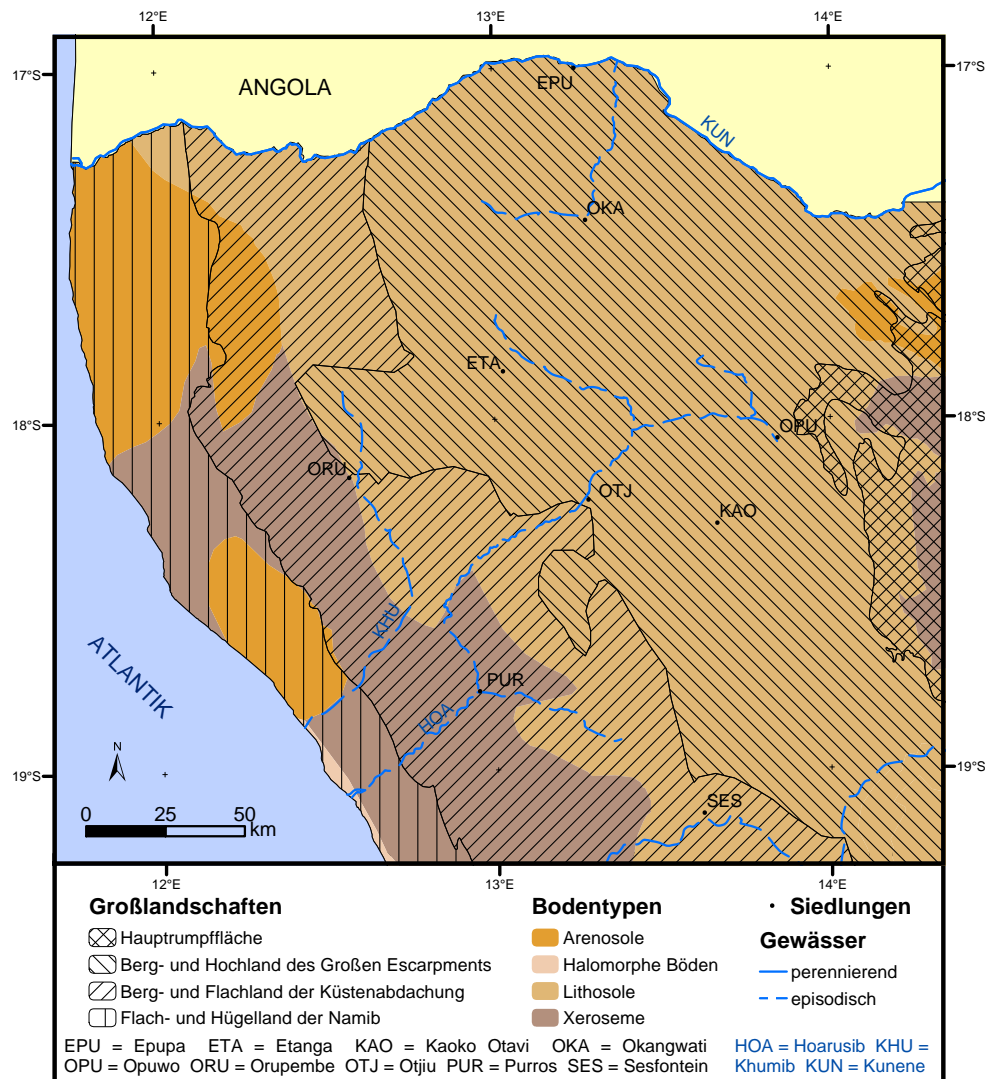 12°E 13°E 14°E
17°S 17°S
ANGOLA
EPU
KUN
OKA
ETA
18°S 18°S
OPU
ORU
OTJ
KAO
KHU
PUR
HOA
ATLANTIK
N
19°S 19°S
SES
0 25 50
km
12°E 13°E 14°E
Großlandschaften
Hauptrumpffläche
Berg- und Hochland des Großen Escarpments
Berg- und Flachland der Küstenabdachung
Flach- und Hügelland der Namib
Bodentypen
Arenosole
Halomorphe Böden
Lithosole
Xeroseme
Siedlungen
Gewässer
perennierend
episodisch
EPU = Epupa ETA = Etanga KAO = Kaoko Otavi OKA = Okangwati
OPU = Opuwo ORU = Orupembe OTJ = Otjiu PUR = Purros SES = Sesfontein
HOA = Hoarusib KHU =
Khumib KUN = Kunene